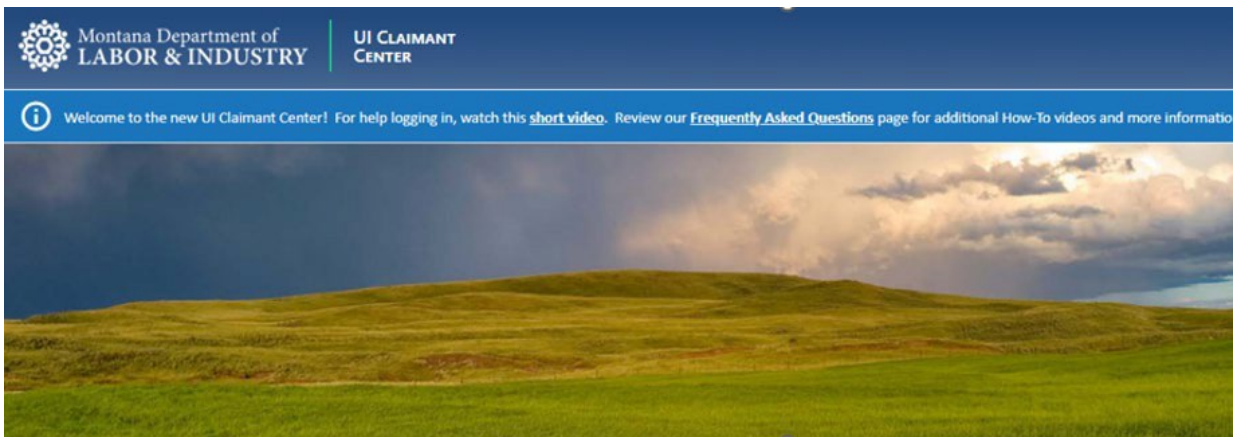 Montana Department of
LABOR & INDUSTRY
UI CLAIMANT
CENTER
Welcome to the new UI Claimant Center! For help logging in, watch this short video. Review our Frequently Asked Questions page for additional How-To videos and more informatio